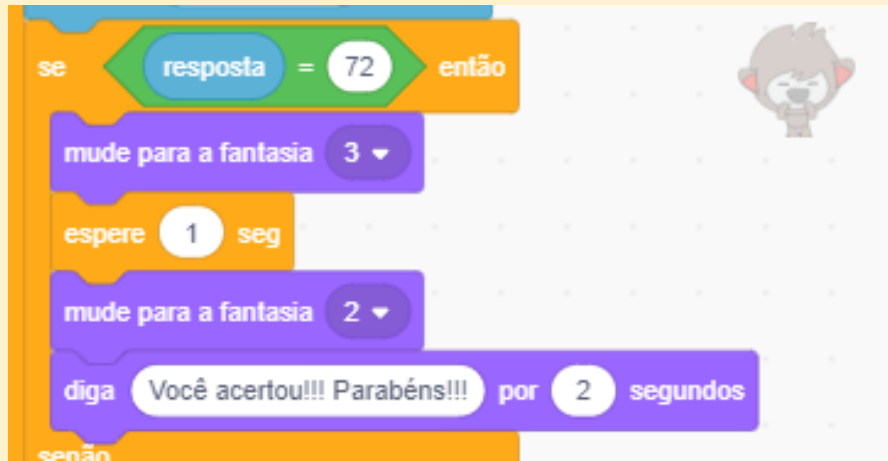 se resposta = 72 então
mude para a fantasia 3
espere 1 seg
mude para a fantasia 2
diga Você acertou!!! Parabéns!!! por 2 segundos
senão